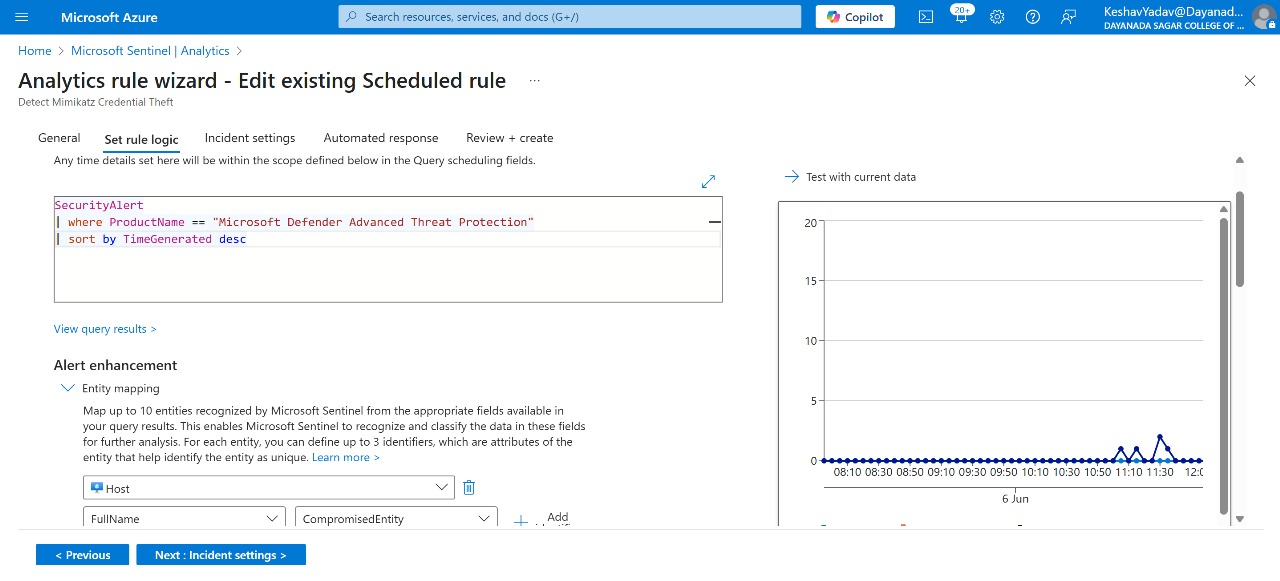 Microsoft Azure
Search resources, services, and docs (G+/)
Copilot
20+
KeshavYadav@Dayanad...
DAYANADA SAGAR COLLEGE OF ...
Home > Microsoft Sentinel | Analytics >
Analytics rule wizard - Edit existing Scheduled rule ...
Detect Mimikatz Credential Theft
General Set rule logic Incident settings Automated response Review + create
Any time details set here will be within the scope defined below in the Query scheduling fields.
Test with current data
SecurityAlert
| where ProductName == "Microsoft Defender Advanced Threat Protection"
| sort by TimeGenerated desc
View query results >
Alert enhancement
Entity mapping
Map up to 10 entities recognized by Microsoft Sentinel from the appropriate fields available in
your query results. This enables Microsoft Sentinel to recognize and classify the data in these fields
for further analysis. For each entity, you can define up to 3 identifiers, which are attributes of the
entity that help identify the entity as unique. Learn more >
Host
FullName CompromisedEntity Add
20
15
10
5
0
08:10 08:30 08:50 09:10 09:30 09:50 10:10 10:30 10:50 11:10 11:30
6 Jun
< Previous Next : Incident settings >